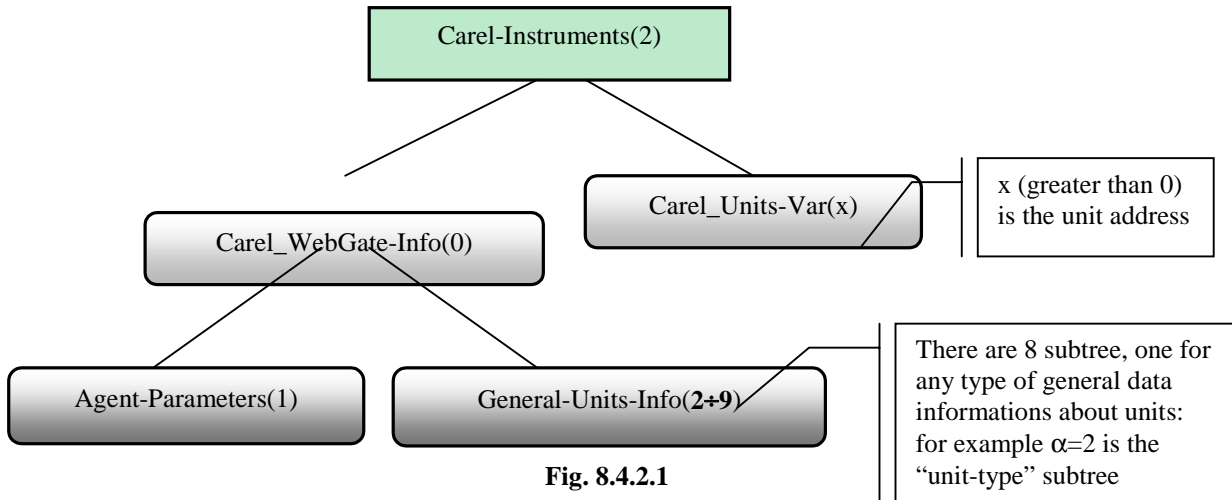 Carel-Instruments(2)
Carel_Units-Var(x)
x (greater than 0)
is the unit address
Carel_WebGate-Info(0)
Agent-Parameters(1)
General-Units-Info(2÷9)
There are 8 subtree, one for
any type of general data
informations about units:
for example α=2 is the
“unit-type” subtree
Fig. 8.4.2.1